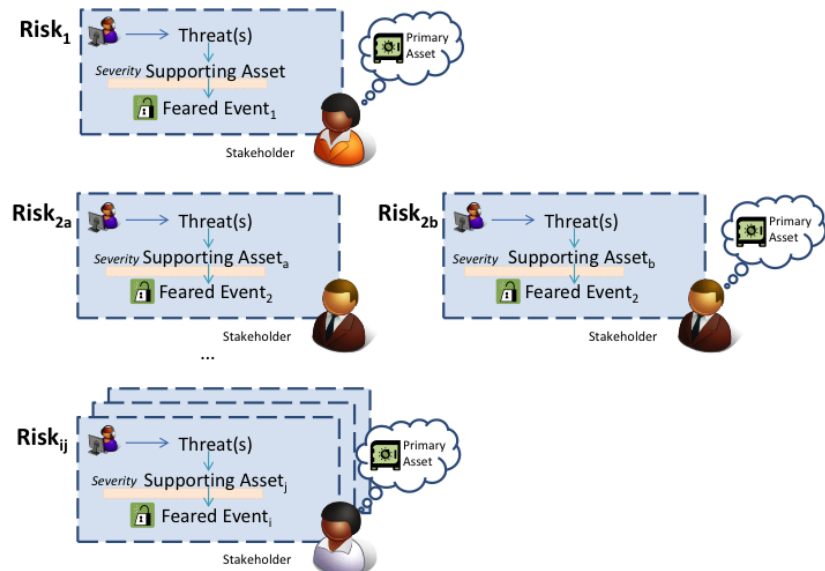 Risk1
Threat(s)
Primary
Asset
Severity Supporting Asset
Feared Event1
Stakeholder
Risk2a
Threat(s)
Severity Supporting Asseta
Feared Event2
Stakeholder
Risk2b
Threat(s)
Primary
Asset
Severity Supporting Assetb
Feared Event2
Stakeholder
...
Riskij
Threat(s)
Primary
Asset
Severity Supporting Assetj
Feared Eventi
Stakeholder